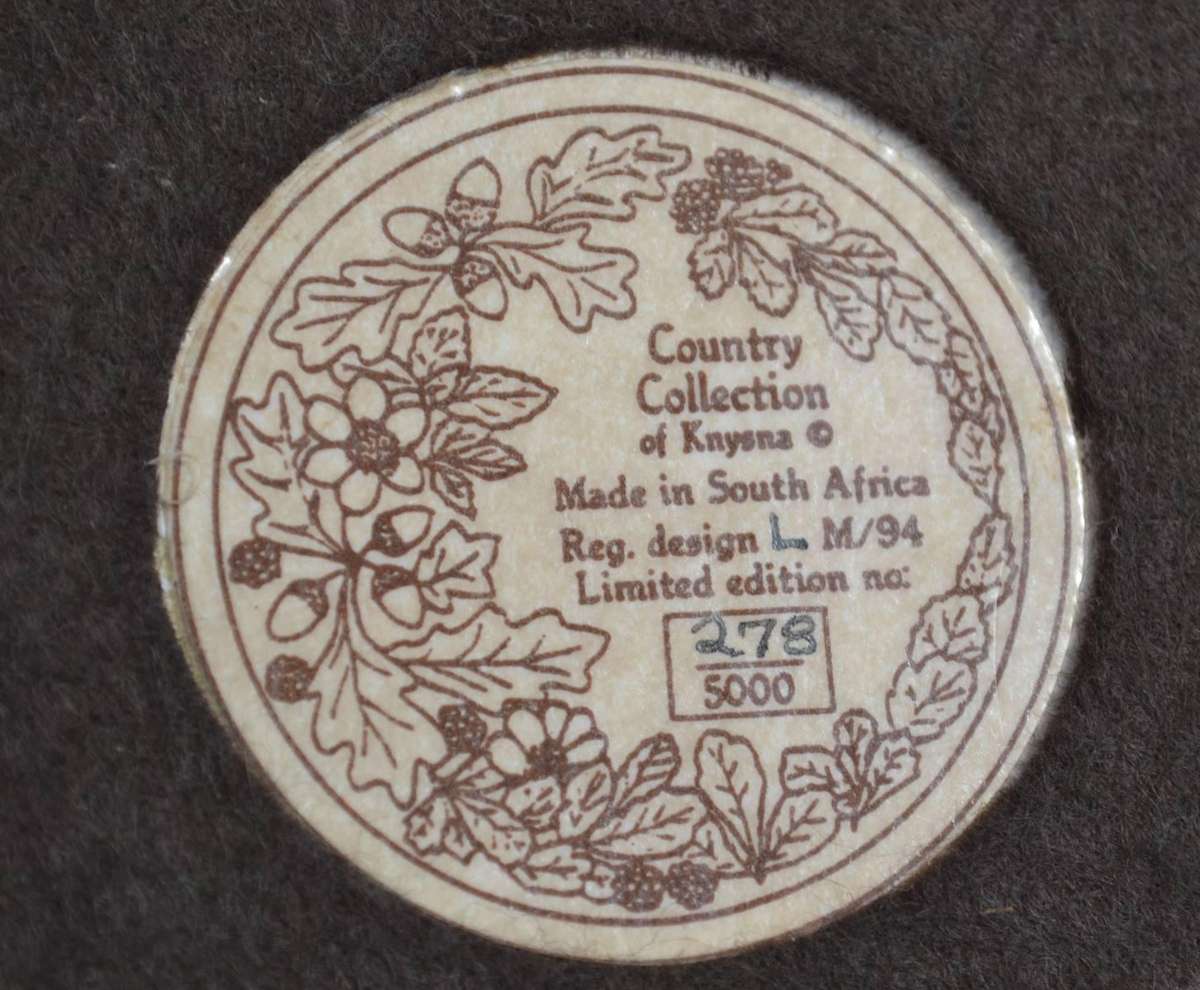 Country
Collection
of Knysna ©
Made in South Africa
Reg. design L M/94
Limited edition no:
278
5000